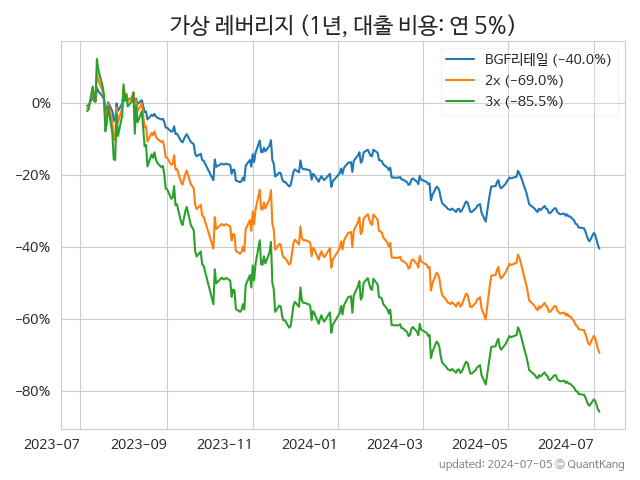 가상 레버리지 (1년, 대출 비용: 연 5%)
BGF리테일 (−40.0%)
2x (−69.0%)
3x (−85.5%)
0%
−20%
−40%
−60%
−80%
2023-07 2023-09 2023-11 2024-01 2024-03 2024-05 2024-07
updated: 2024-07-05 © QuantKang